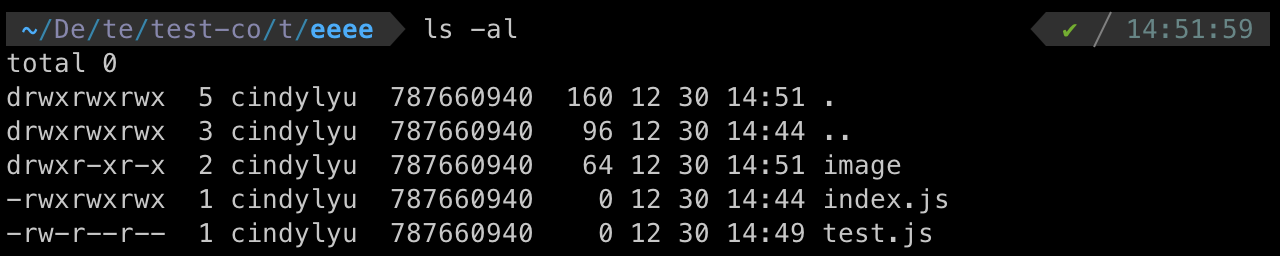 ~/De/te/test-co/t/eeee ls -al ✔ 14:51:59
total 0
drwxrwxrwx  5 cindylyu  787660940  160 12 30 14:51 .
drwxrwxrwx  3 cindylyu  787660940   96 12 30 14:44 ..
drwxr-xr-x  2 cindylyu  787660940   64 12 30 14:51 image
-rwxrwxrwx  1 cindylyu  787660940    0 12 30 14:44 index.js
-rw-r--r--  1 cindylyu  787660940    0 12 30 14:49 test.js